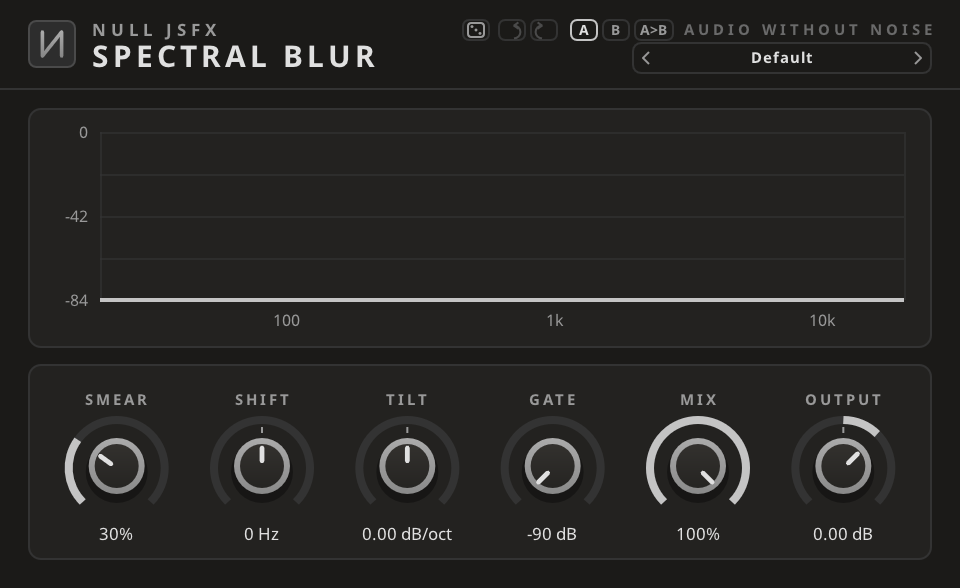 NULL JSFX
SPECTRAL BLUR
A B A>B AUDIO WITHOUT NOISE
Default
0
-42
-84
100 1k 10k
SMEAR SHIFT TILT GATE MIX OUTPUT
30% 0 Hz 0.00 dB/oct -90 dB 100% 0.00 dB